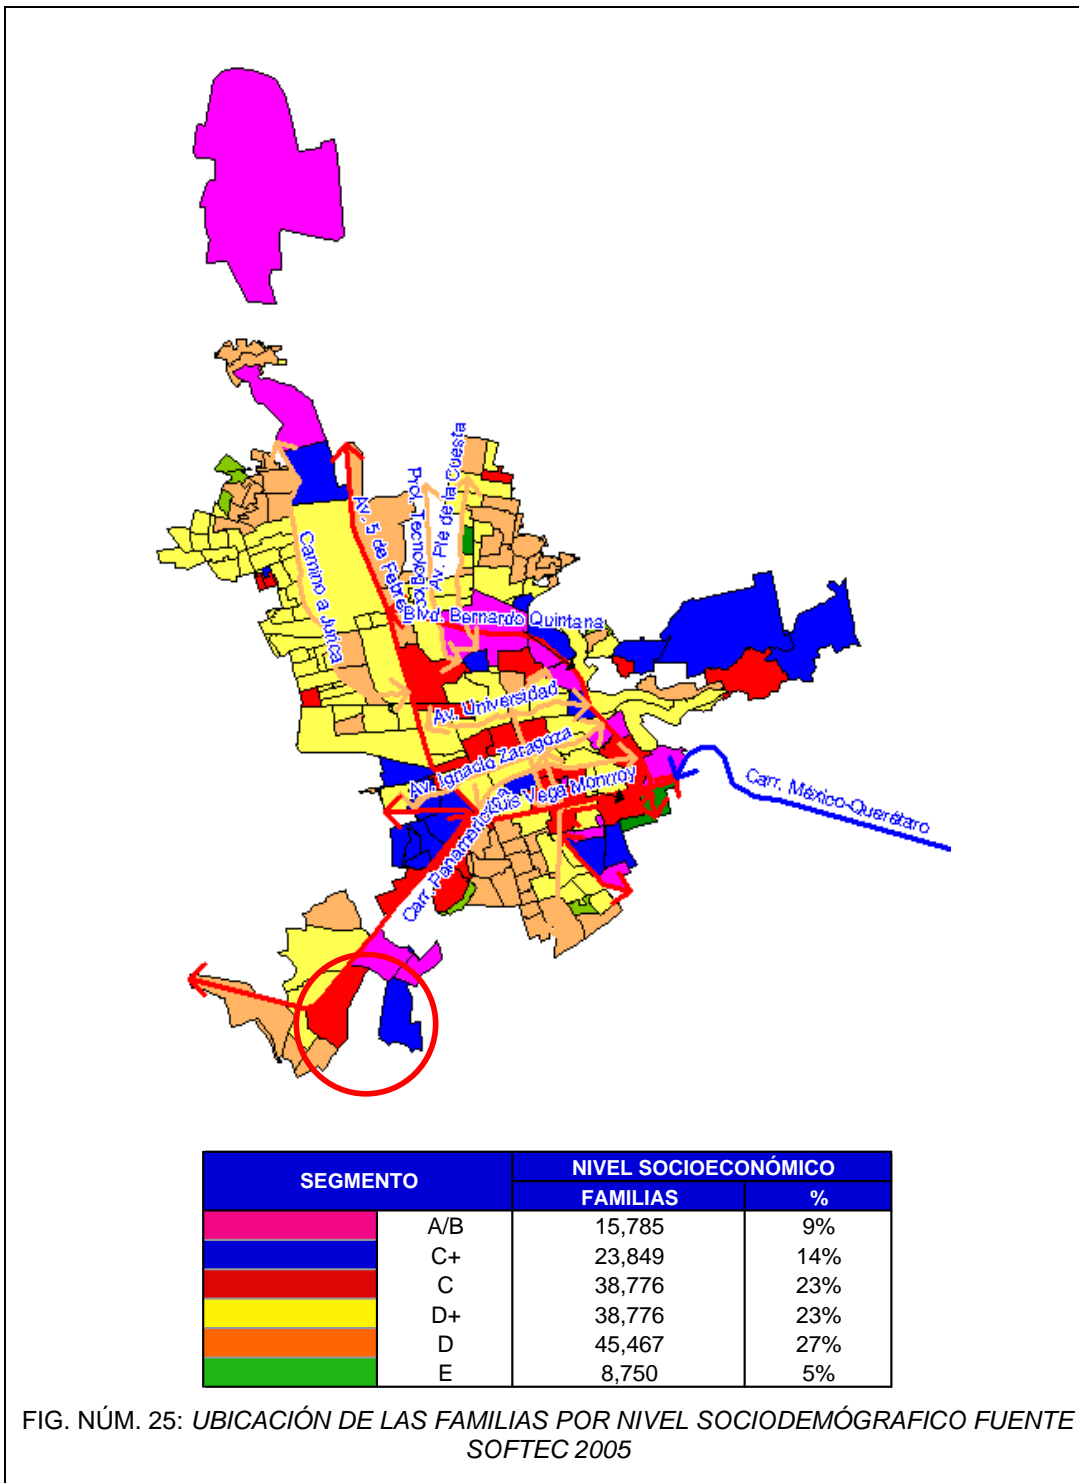 Av. Pie de la Cuesta
Prol. Tecnológico
Av. 5 de Febrero
Camino a Jurica
Blvd. Bernardo Quintana
Av. Universidad
Av. Ignacio Zaragoza
Luis Vega Monrroy
Carr. Panamericana
Carr. México-Querétaro
SEGMENTO NIVEL SOCIOECONÓMICO
FAMILIAS %
A/B 15,785 9%
C+ 23,849 14%
C 38,776 23%
D+ 38,776 23%
D 45,467 27%
E 8,750 5%
FIG. NÚM. 25: UBICACIÓN DE LAS FAMILIAS POR NIVEL SOCIODEMÓGRAFICO FUENTE
SOFTEC 2005